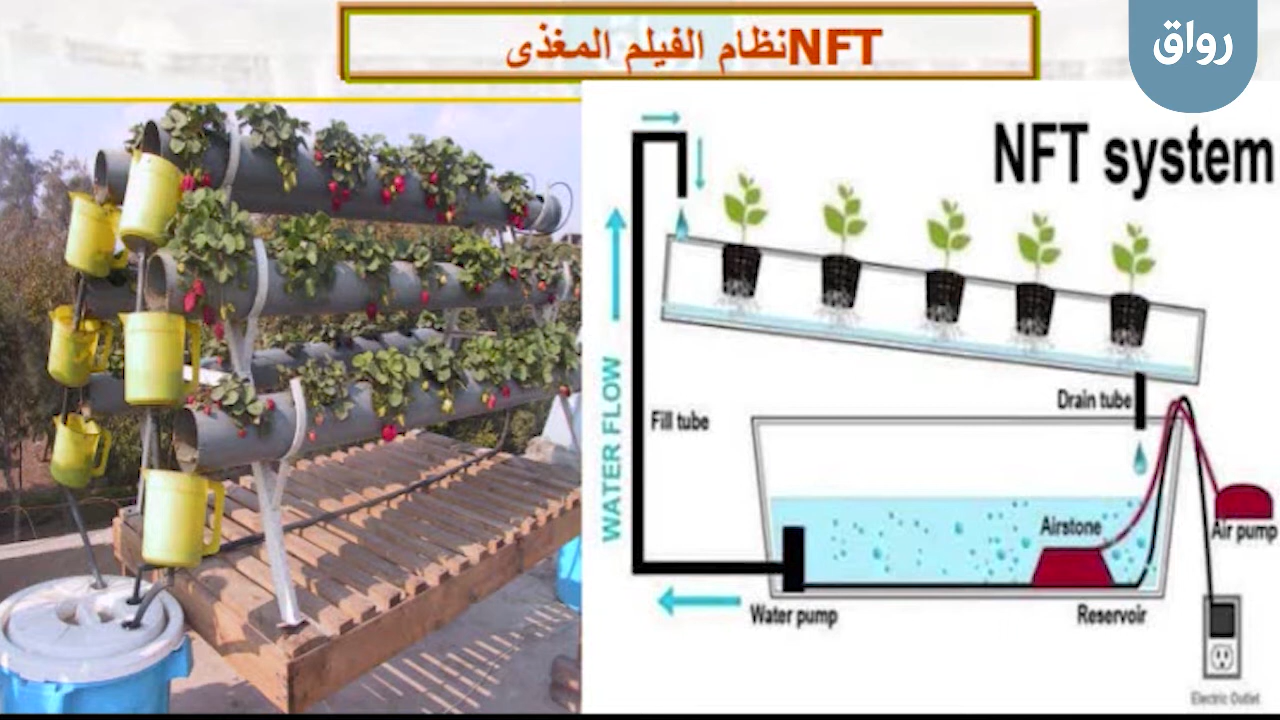 نظام الفيلم المغذى NFT
رواق
NFT system
WATER FLOW
Fill tube
Drain tube
Airstone
Air pump
Water pump
Reservoir
Electric Outlet